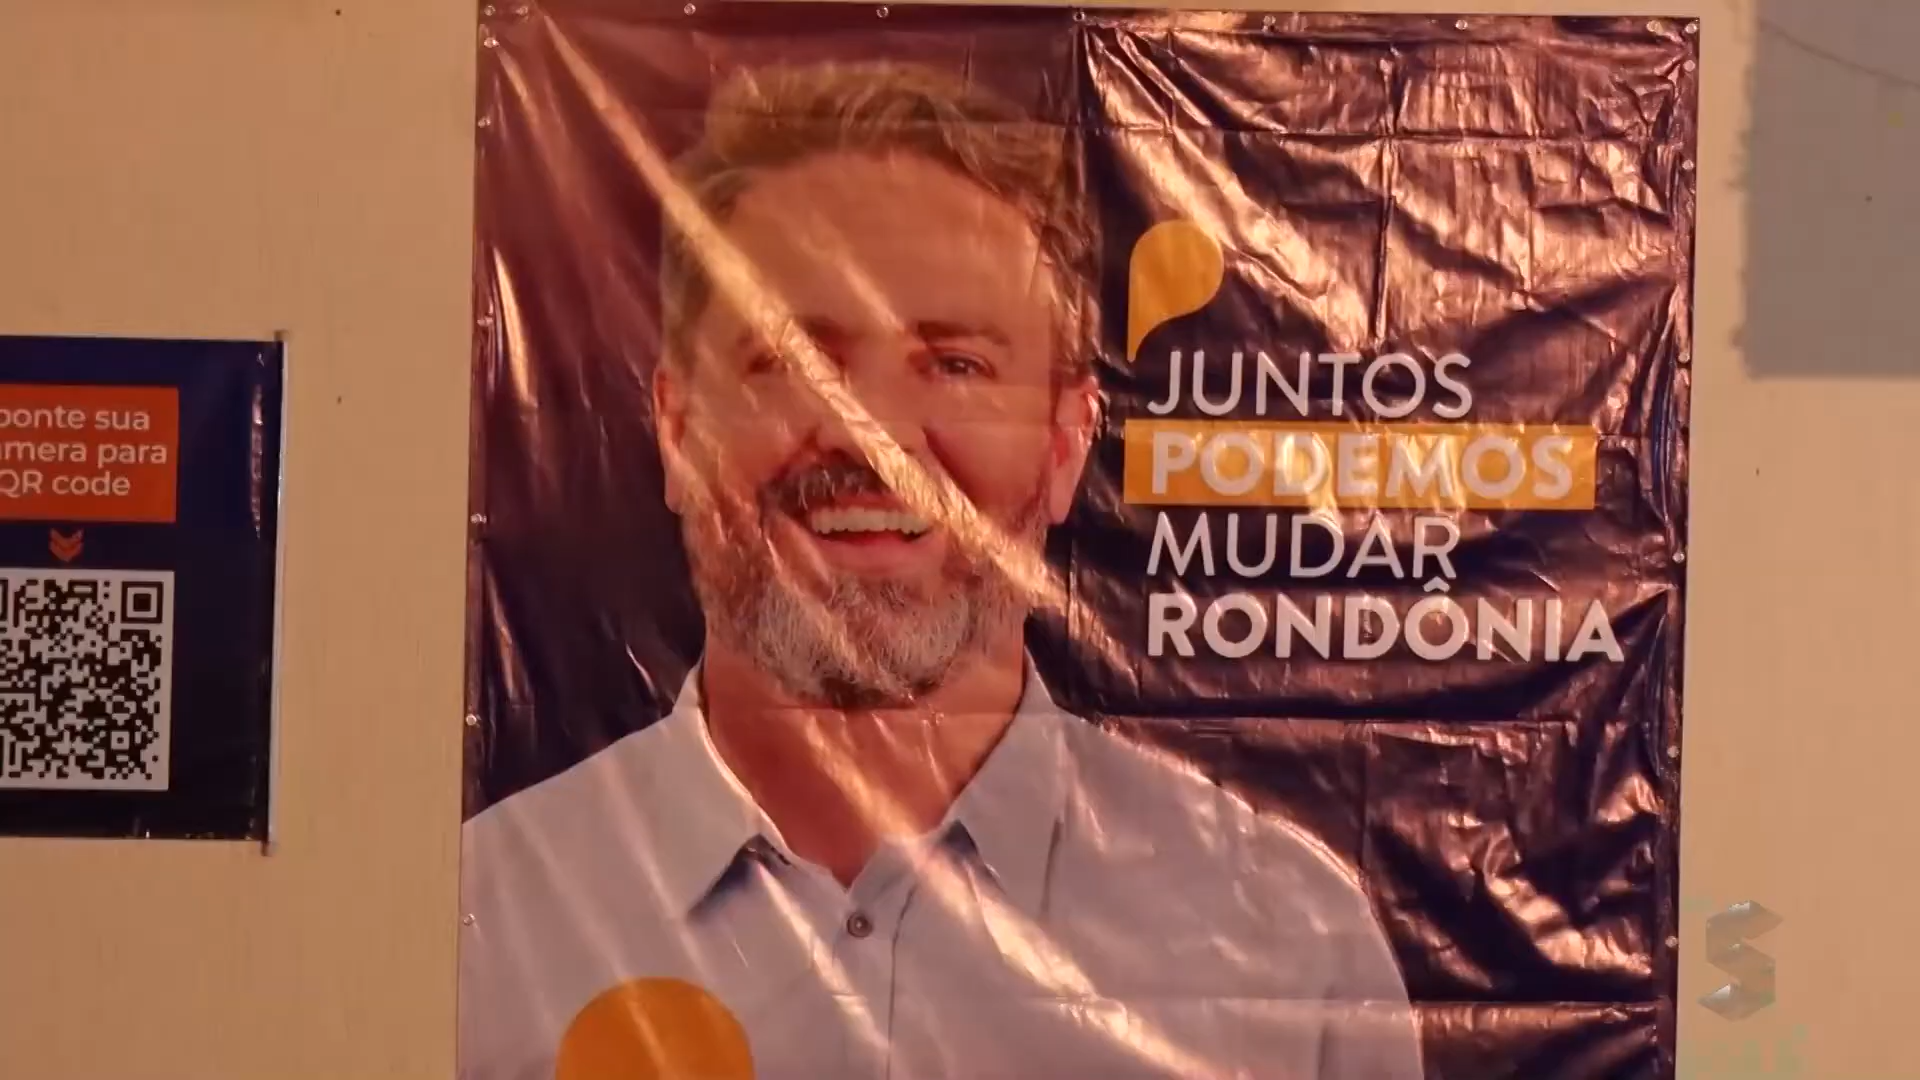 ponte sua
mera para
QR code
JUNTOS
PODEMOS
MUDAR
RONDÔNIA